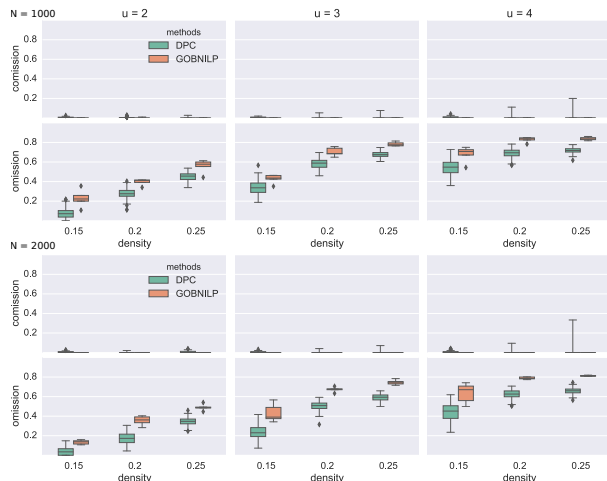 N = 1000
u = 2
u = 3
u = 4
comission
0.8
0.6
0.4
0.2
methods
DPC
GOBNILP
omission
0.8
0.6
0.4
0.2
0.15 0.2 0.25
0.15 0.2 0.25
0.15 0.2 0.25
density
density
density
N = 2000
comission
0.8
0.6
0.4
0.2
methods
DPC
GOBNILP
omission
0.8
0.6
0.4
0.2
0.15 0.2 0.25
0.15 0.2 0.25
0.15 0.2 0.25
density
density
density